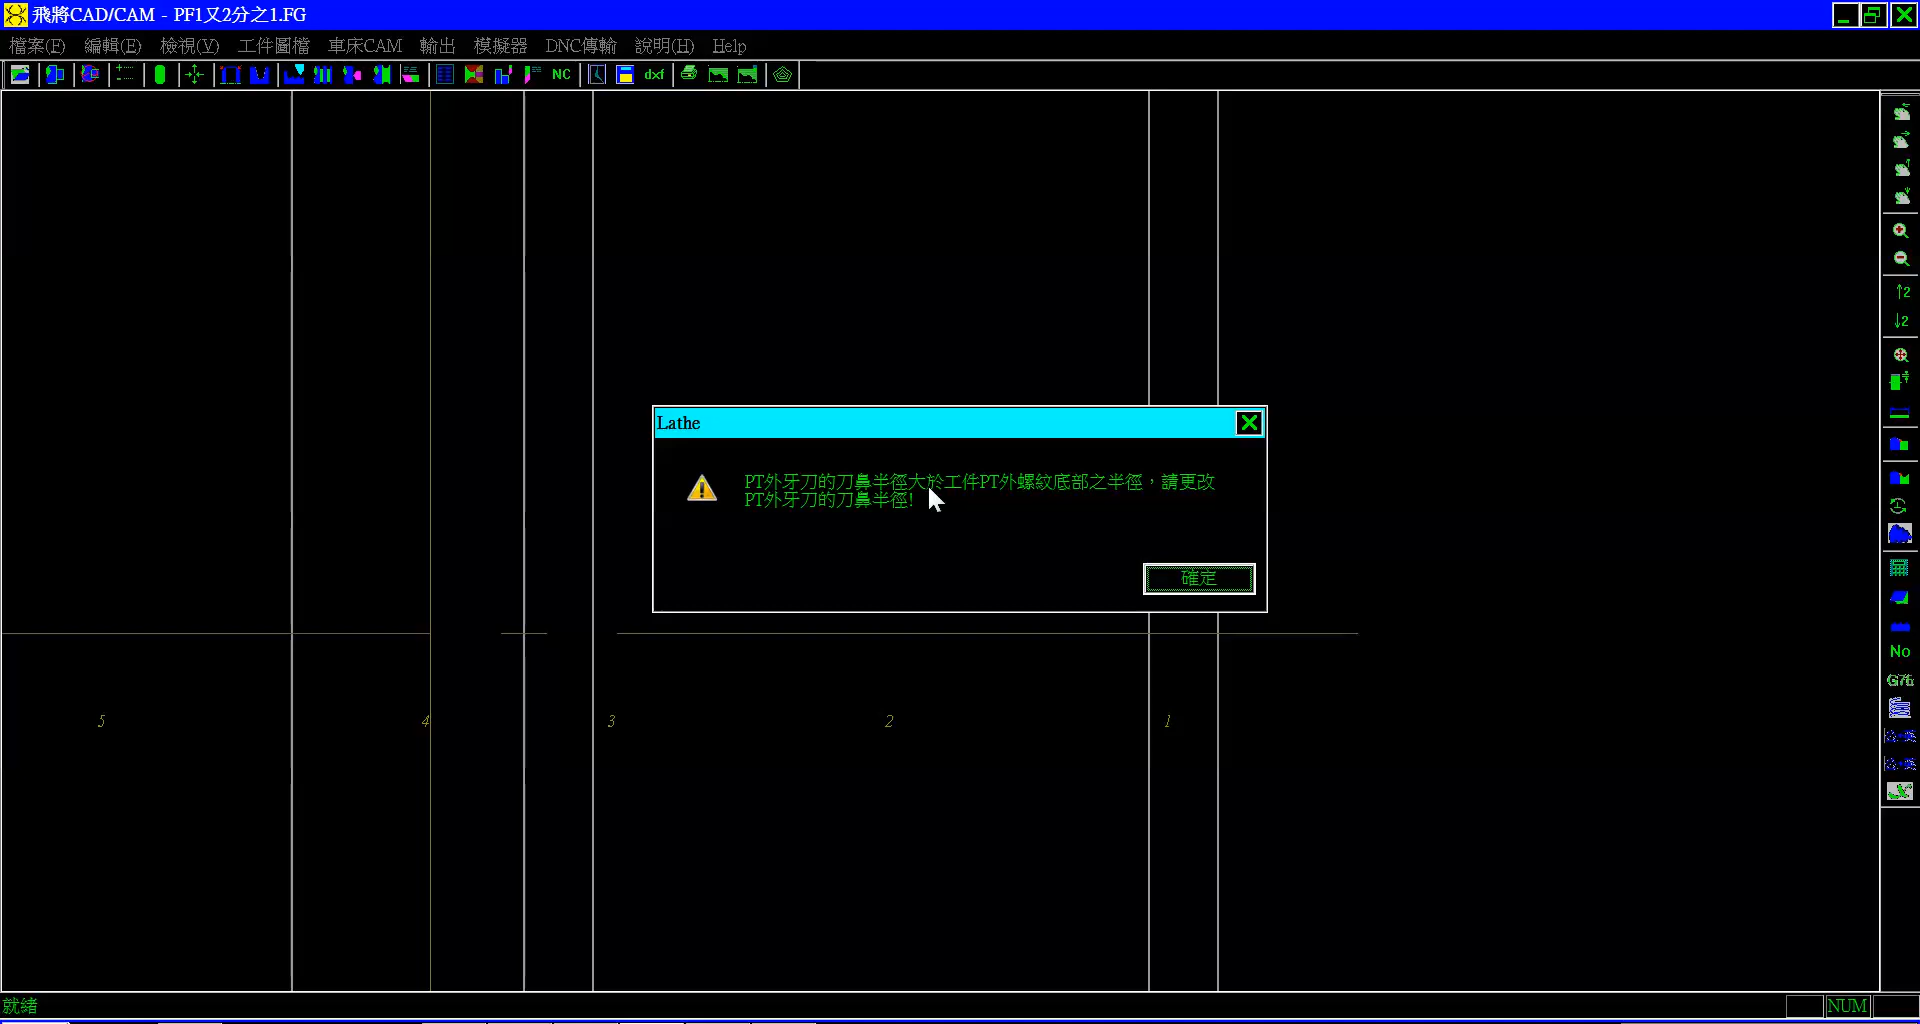 飛將CAD/CAM - PF1又2分之1.FG
檔案(F) 編輯(E) 檢視(V) 工件圖檔 車床CAM 輸出 模擬器 DNC傳輸 說明(H) Help
NC dxf
2
2
Lathe
PT外牙刀的刀鼻半徑大於工件PT外螺紋底部之半徑，請更改
PT外牙刀的刀鼻半徑!
確定
No
G76
5 4 3 2 1
就緒 NUM